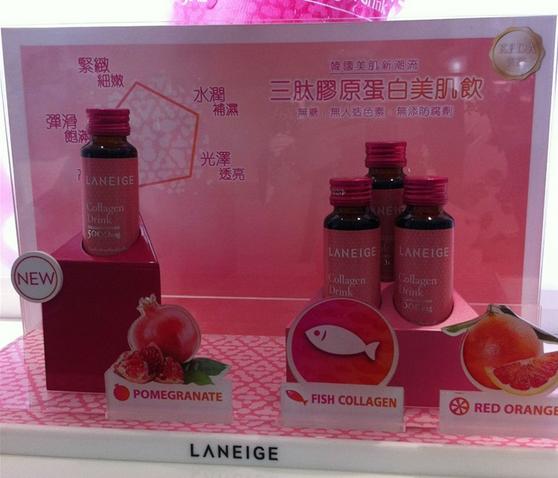 KFDA
韓國美肌新潮流
三肽膠原蛋白美肌飲
無糖 無人造色素 無添防腐劑
緊緻
細嫩
水潤
補濕
彈滑
光澤
透亮
LANEIGE
Collagen
Drink
5000mg
LANEIGE
Collagen
Drink
LANEIGE
Collagen
Drink
NEW
POMEGRANATE
FISH COLLAGEN
RED ORANGE
LANEIGE